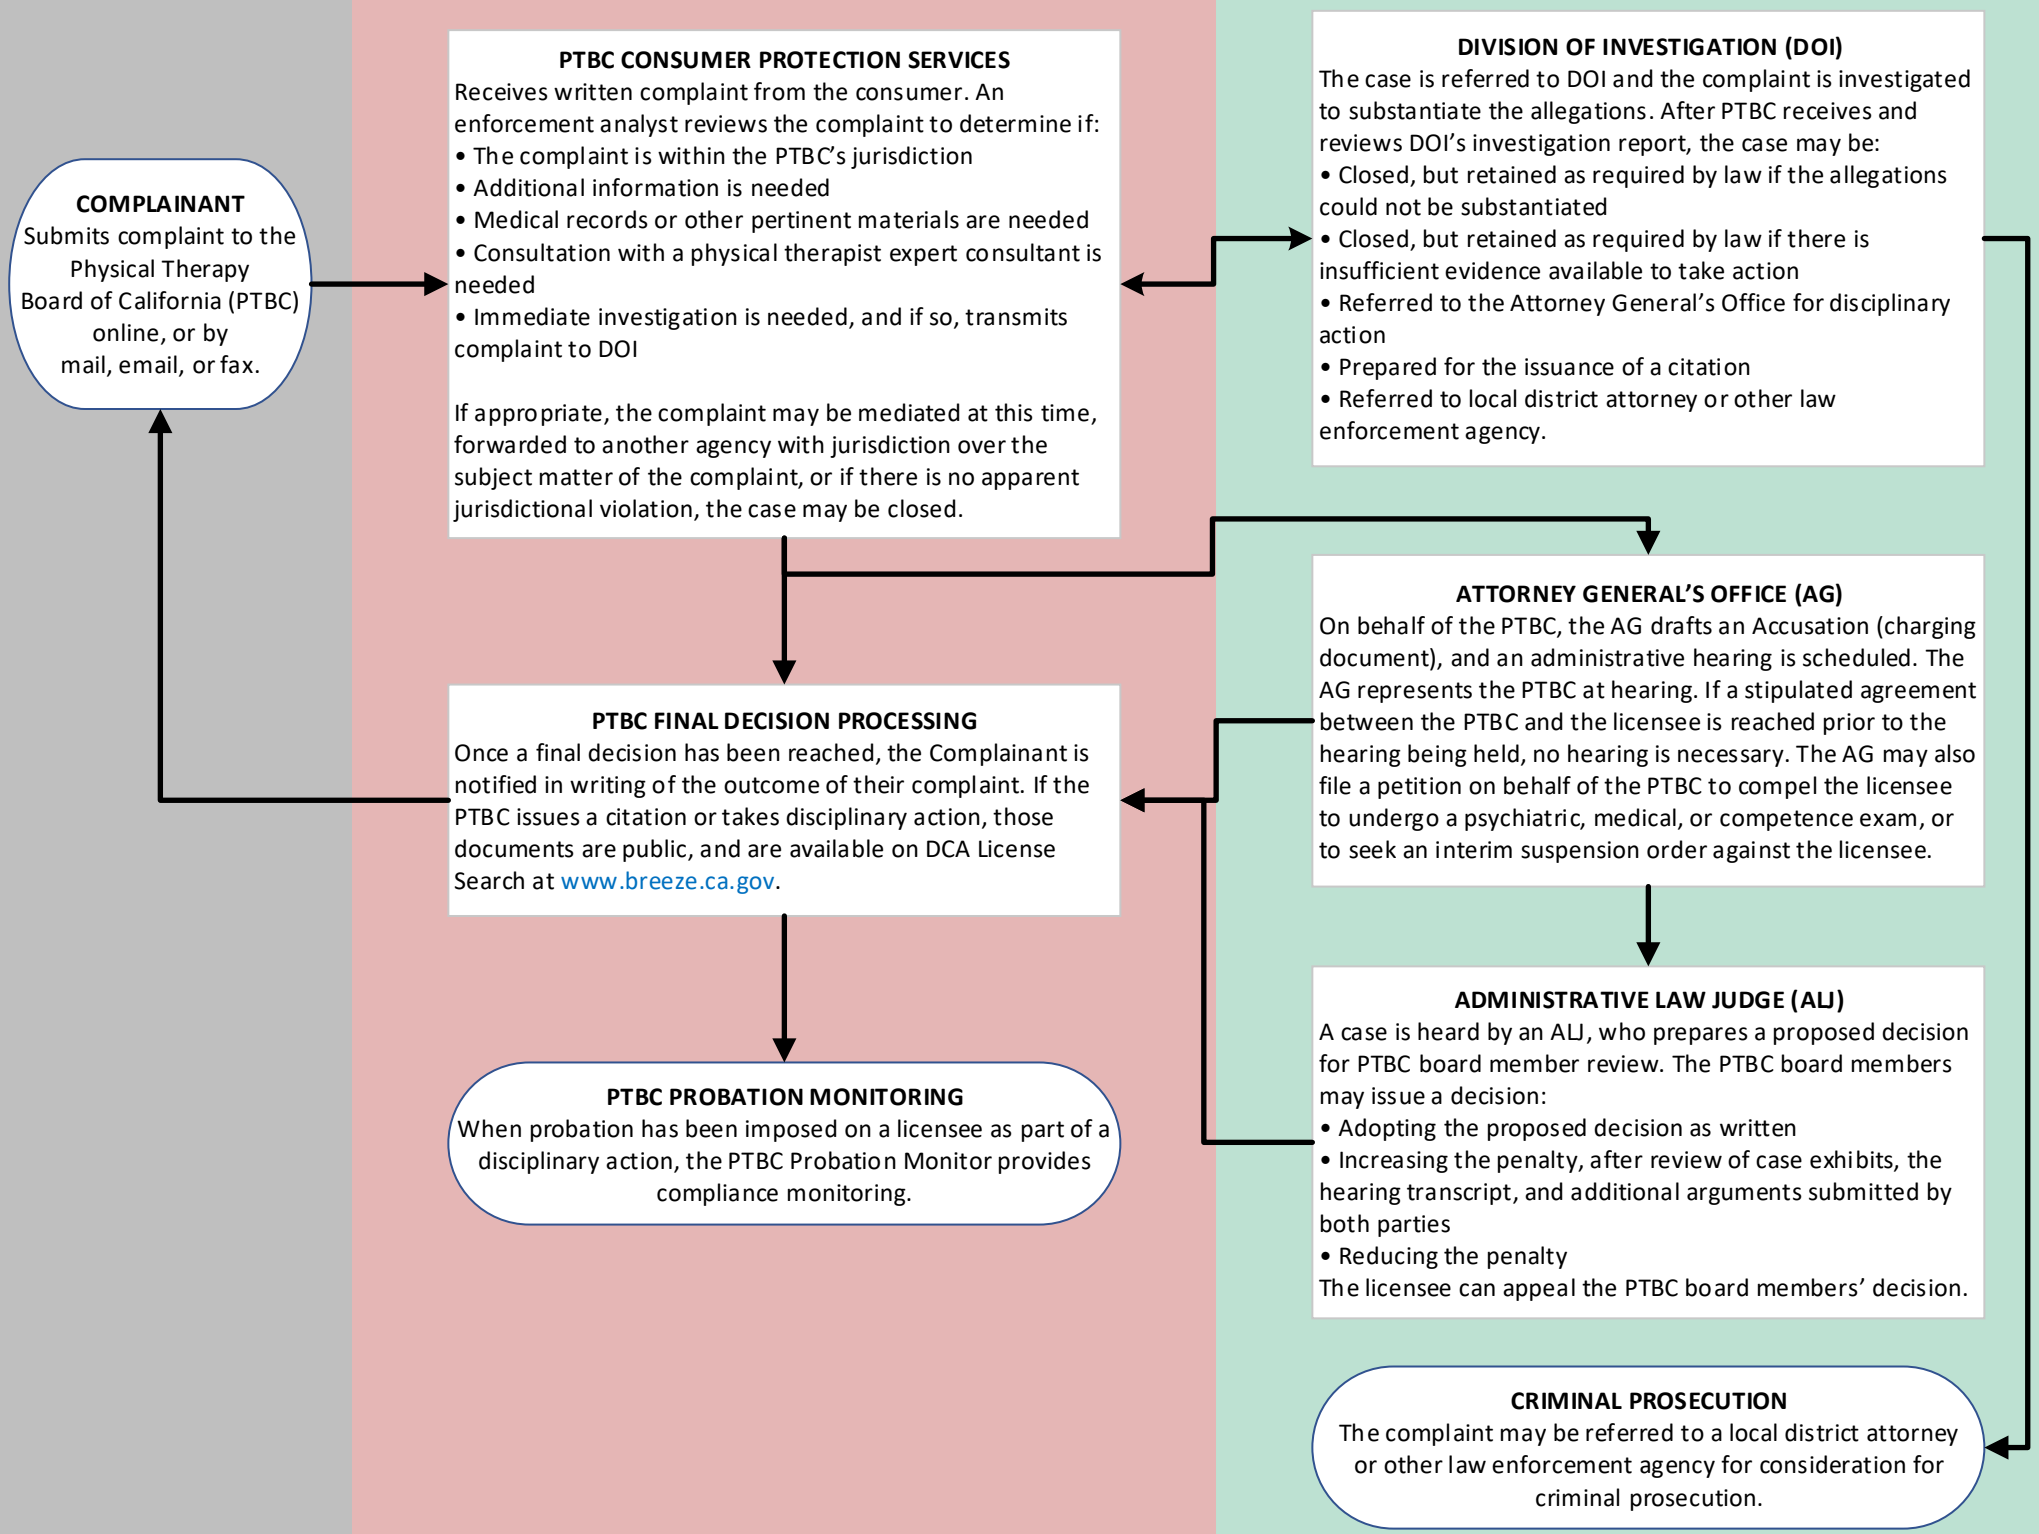 COMPLAINANT
Submits complaint to the
Physical Therapy
Board of California (PTBC)
online, or by
mail, email, or fax.
PTBC CONSUMER PROTECTION SERVICES
Receives written complaint from the consumer. An
enforcement analyst reviews the complaint to determine if:
• The complaint is within the PTBC’s jurisdiction
• Additional information is needed
• Medical records or other pertinent materials are needed
• Consultation with a physical therapist expert consultant is
needed
• Immediate investigation is needed, and if so, transmits
complaint to DOI
If appropriate, the complaint may be mediated at this time,
forwarded to another agency with jurisdiction over the
subject matter of the complaint, or if there is no apparent
jurisdictional violation, the case may be closed.
DIVISION OF INVESTIGATION (DOI)
The case is referred to DOI and the complaint is investigated
to substantiate the allegations. After PTBC receives and
reviews DOI’s investigation report, the case may be:
• Closed, but retained as required by law if the allegations
could not be substantiated
• Closed, but retained as required by law if there is
insufficient evidence available to take action
• Referred to the Attorney General’s Office for disciplinary
action
• Prepared for the issuance of a citation
• Referred to local district attorney or other law
enforcement agency.
ATTORNEY GENERAL’S OFFICE (AG)
On behalf of the PTBC, the AG drafts an Accusation (charging
document), and an administrative hearing is scheduled. The
AG represents the PTBC at hearing. If a stipulated agreement
between the PTBC and the licensee is reached prior to the
hearing being held, no hearing is necessary. The AG may also
file a petition on behalf of the PTBC to compel the licensee
to undergo a psychiatric, medical, or competence exam, or
to seek an interim suspension order against the licensee.
PTBC FINAL DECISION PROCESSING
Once a final decision has been reached, the Complainant is
notified in writing of the outcome of their complaint. If the
PTBC issues a citation or takes disciplinary action, those
documents are public, and are available on DCA License
Search at www.breeze.ca.gov.
ADMINISTRATIVE LAW JUDGE (ALJ)
A case is heard by an ALJ, who prepares a proposed decision
for PTBC board member review. The PTBC board members
may issue a decision:
• Adopting the proposed decision as written
• Increasing the penalty, after review of case exhibits, the
hearing transcript, and additional arguments submitted by
both parties
• Reducing the penalty
The licensee can appeal the PTBC board members’ decision.
PTBC PROBATION MONITORING
When probation has been imposed on a licensee as part of a
disciplinary action, the PTBC Probation Monitor provides
compliance monitoring.
CRIMINAL PROSECUTION
The complaint may be referred to a local district attorney
or other law enforcement agency for consideration for
criminal prosecution.